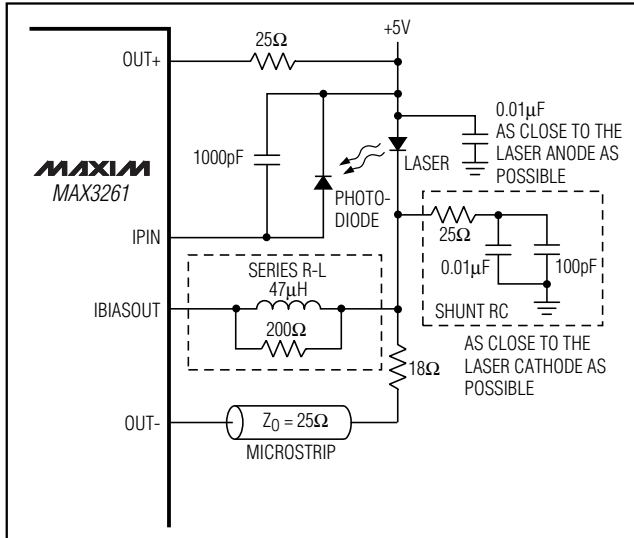 +5V
25Ω
OUT+
0.01μF
AS CLOSE TO THE
LASER ANODE AS
POSSIBLE
1000pF
LASER
MAXIM
MAX3261
PHOTO-
DIODE
25Ω
IPIN
0.01μF
100pF
SERIES R-L
47μH
IBIASOUT
SHUNT RC
200Ω
AS CLOSE TO THE
LASER CATHODE AS
POSSIBLE
18Ω
OUT-
Z0 = 25Ω
MICROSTRIP